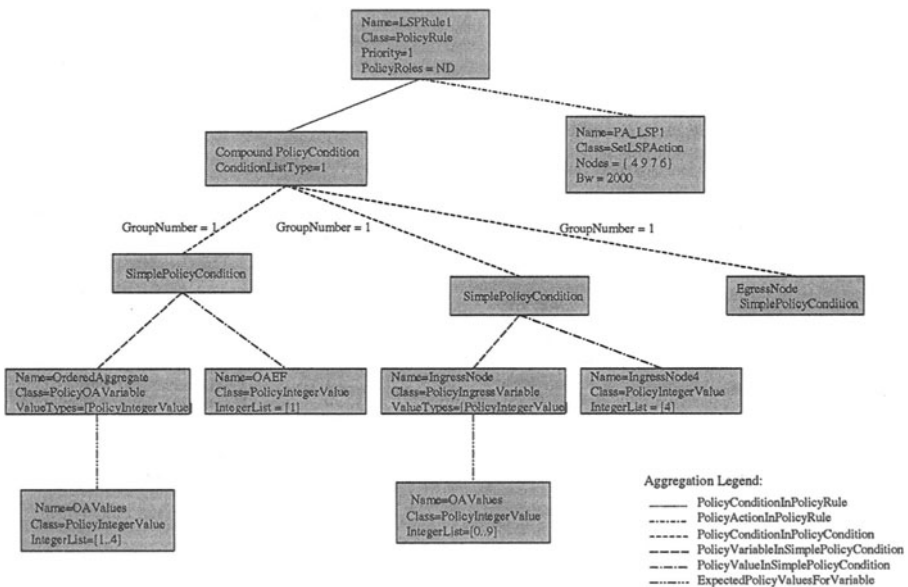 Name=LSPRule1
Class=PolicyRule
Priority=1
PolicyRoles = ND
Compound PolicyCondition
ConditionListType=1
Name=PA_LSP1
Class=SetLSPAction
Nodes = { 4 9 7 6}
Bw = 2000
GroupNumber = 1
GroupNumber = 1
GroupNumber = 1
SimplePolicyCondition
SimplePolicyCondition
EgressNode
SimplePolicyCondition
Name=OrderedAggregate
Class=PolicyOAVariable
ValueTypes=[PolicyIntegerValue]
Name=OAEF
Class=PolicyIntegerValue
IntegerList = [1]
Name=IngressNode
Class=PolicyIngressVariable
ValueTypes=[PolicyIntegerValue]
Name=IngressNode4
Class=PolicyIntegerValue
IntegerList = [4]
Name=OAValues
Class=PolicyIntegerValue
IntegerList=[1..4]
Name=OAValues
Class=PolicyIntegerValue
IntegerList=[0..9]
Aggregation Legend:
PolicyConditionInPolicyRule
PolicyActionInPolicyRule
PolicyConditionInPolicyCondition
PolicyVariableInSimplePolicyCondition
PolicyValueInSimplePolicyCondition
ExpectedPolicyValuesForVariable